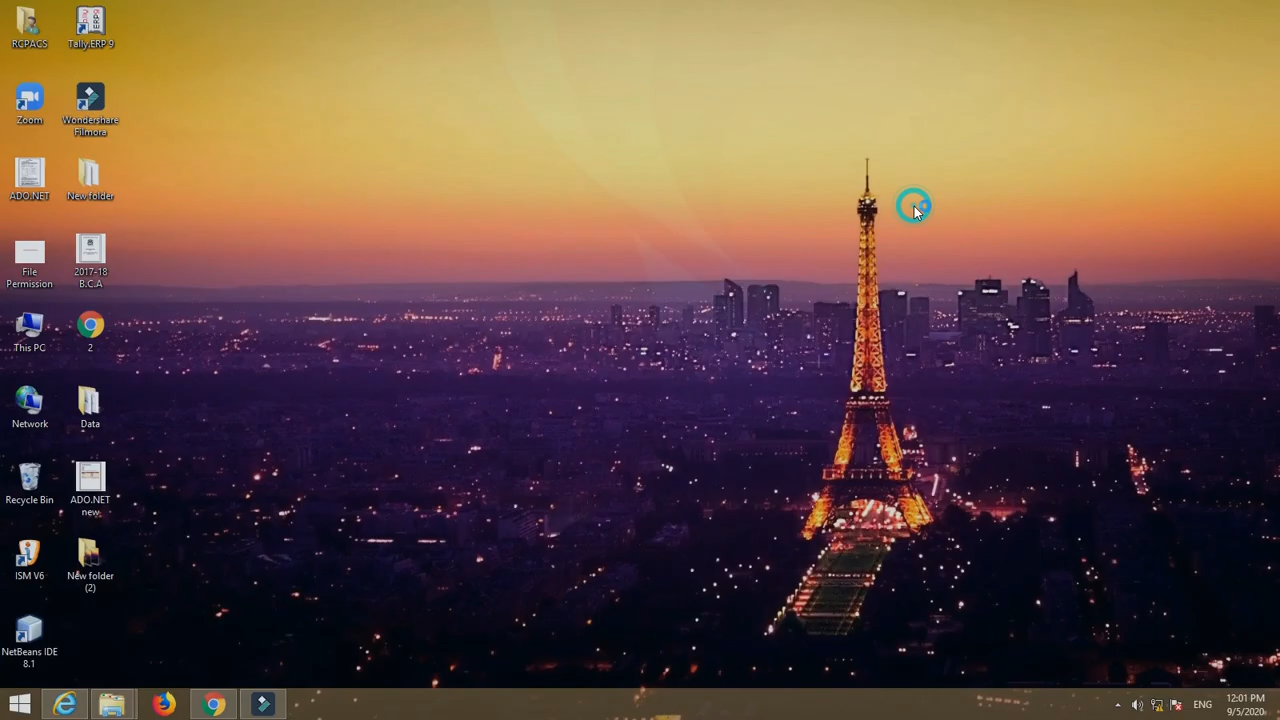 RCPACS
Tally.ERP 9
Zoom
Wondershare
Filmora
ADO.NET
New folder
File
Permission
2017-18
B.C.A
This PC
2
Network
Data
Recycle Bin
ADO.NET
new
ISM V6
New folder
(2)
NetBeans IDE
8.1
ENG
12:01 PM
9/5/2020